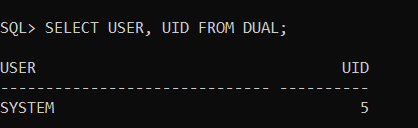 SQL> SELECT USER, UID FROM DUAL;
USER                                  UID
------------------------------ ----------
SYSTEM                                  5